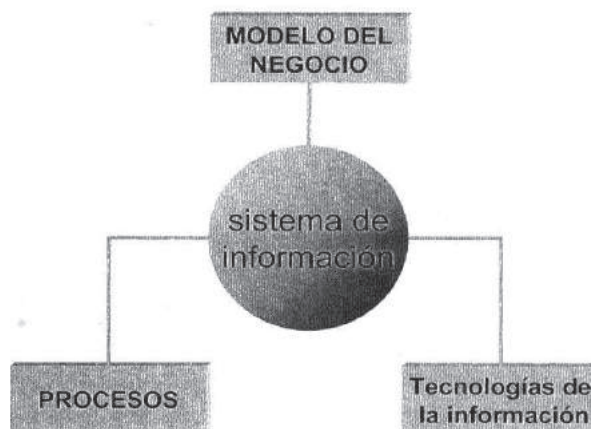 MODELO DEL
NEGOCIO
sistema de
información
PROCESOS
Tecnologías de
la información